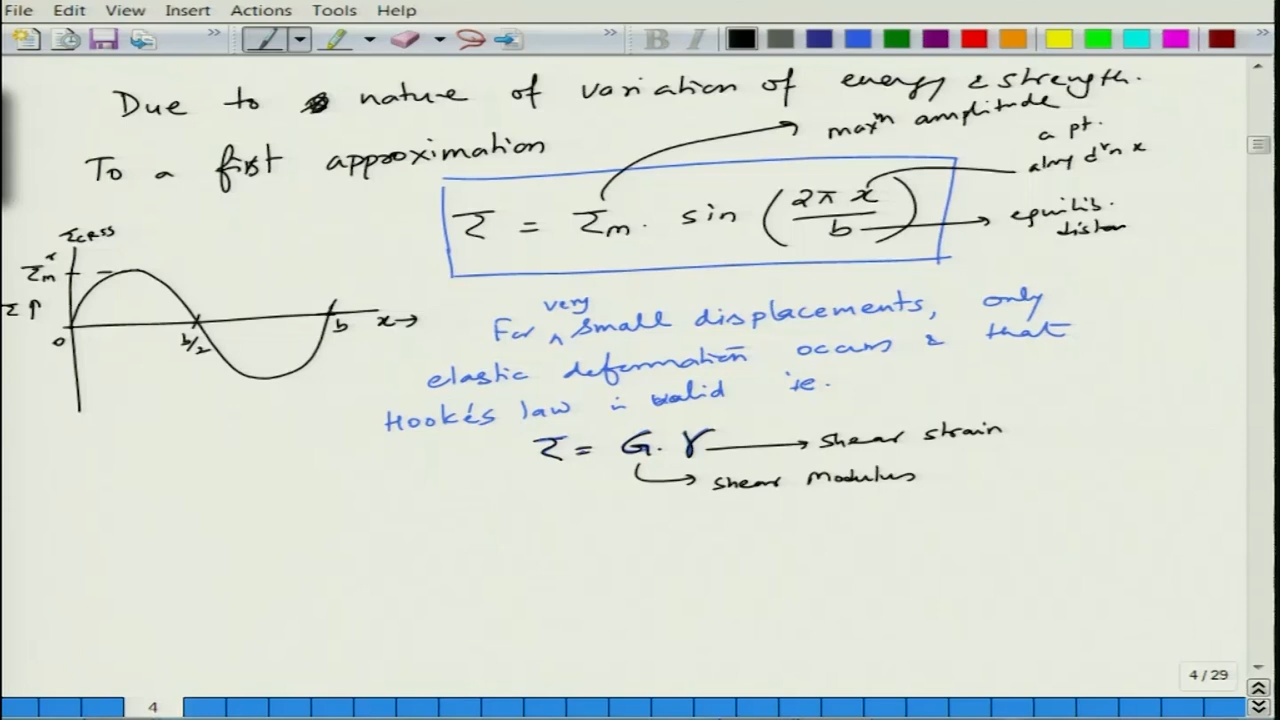 File Edit View Insert Actions Tools Help
Due to nature of variation of energy & strength.
To a first approximation
maxm amplitude
a pt.
along drn x
τ = τm. sin (2π x / b)
equilib.
distan
τCRSS
τm
τ ↑
0
b/2
b
x→
For very small displacements, only
elastic deformation occurs & that
Hooke's law is valid ie.
τ = G. γ → shear strain
→ shear Modulus
4 / 29
4